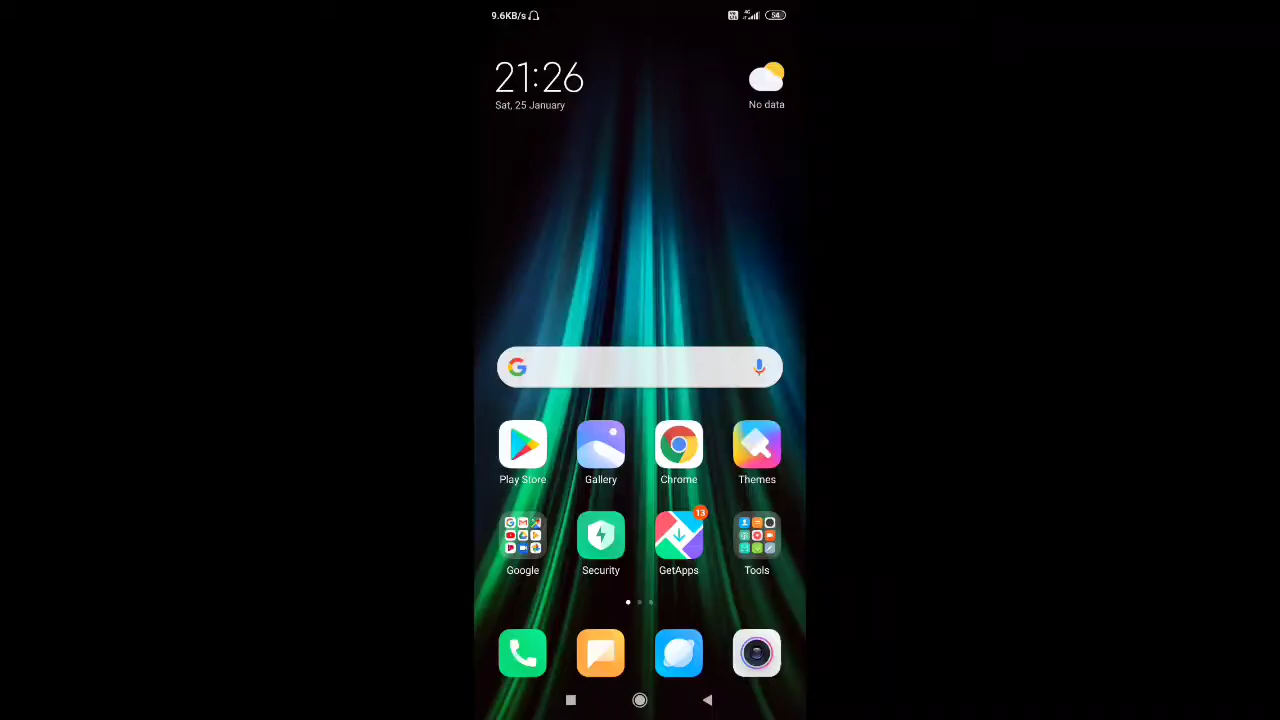 9.6KB/s
54
21:26
Sat, 25 January
No data
Play Store
Gallery
Chrome
Themes
13
Google
Security
GetApps
Tools